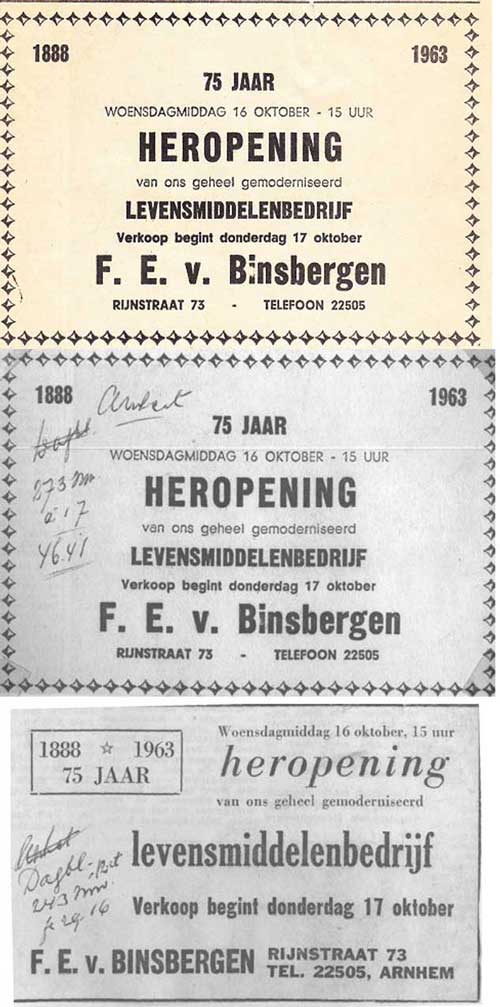 1888 1963
75 JAAR
WOENSDAGMIDDAG 16 OKTOBER - 15 UUR
HEROPENING
van ons geheel gemoderniseerd
LEVENSMIDDELENBEDRIJF
Verkoop begint donderdag 17 oktober
F. E. v. Binsbergen
RIJNSTRAAT 73 - TELEFOON 22505
1888 1963
75 JAAR
WOENSDAGMIDDAG 16 OKTOBER - 15 UUR
HEROPENING
van ons geheel gemoderniseerd
LEVENSMIDDELENBEDRIJF
Verkoop begint donderdag 17 oktober
F. E. v. Binsbergen
RIJNSTRAAT 73 - TELEFOON 22505
273 mm
à 17
46.41
Woensdagmiddag 16 oktober, 15 uur
1888 ☆ 1963
75 JAAR
heropening
van ons geheel gemoderniseerd
levensmiddelenbedrijf
Dagbl.
243 mm
Verkoop begint donderdag 17 oktober
F. E. v. BINSBERGEN RIJNSTRAAT 73
TEL. 22505, ARNHEM